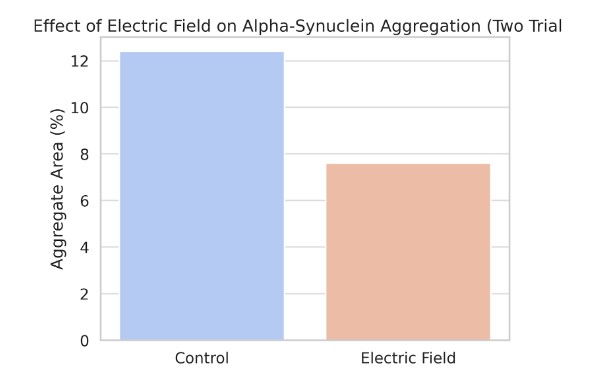 Effect of Electric Field on Alpha-Synuclein Aggregation (Two Trial
12
10
8
6
4
2
0
Aggregate Area (%)
Control Electric Field